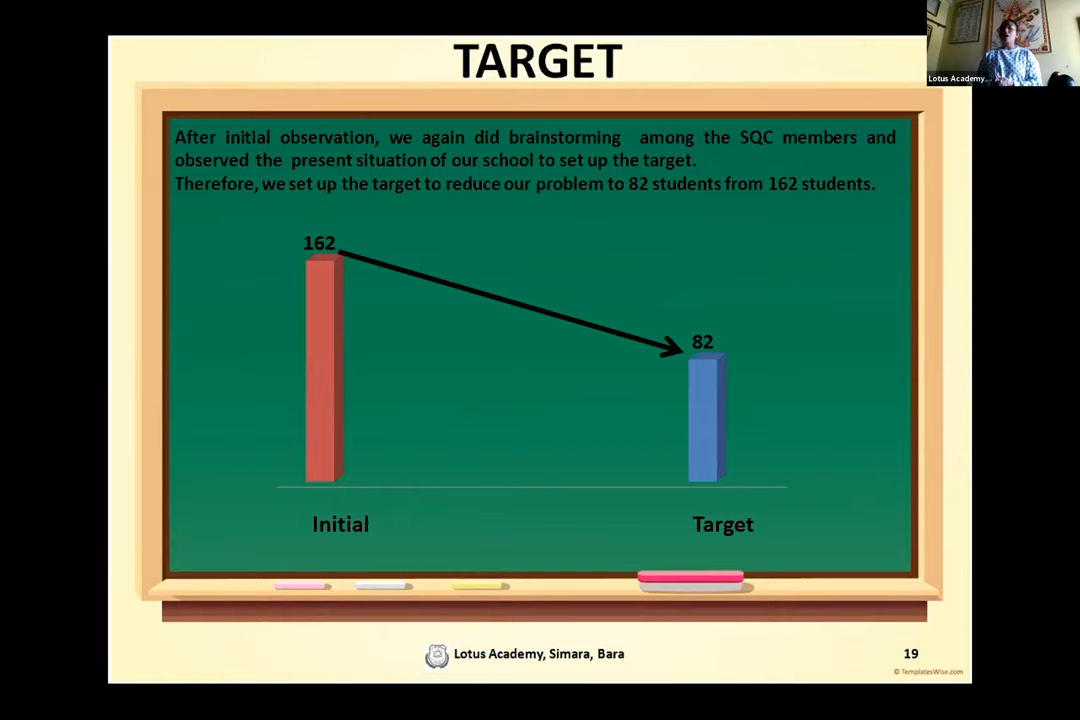 TARGET
Lotus Academy...
After initial observation, we again did brainstorming among the SQC members and
observed the present situation of our school to set up the target.
Therefore, we set up the target to reduce our problem to 82 students from 162 students.
162
82
Initial
Target
Lotus Academy, Simara, Bara
19
© TemplatesWise.com